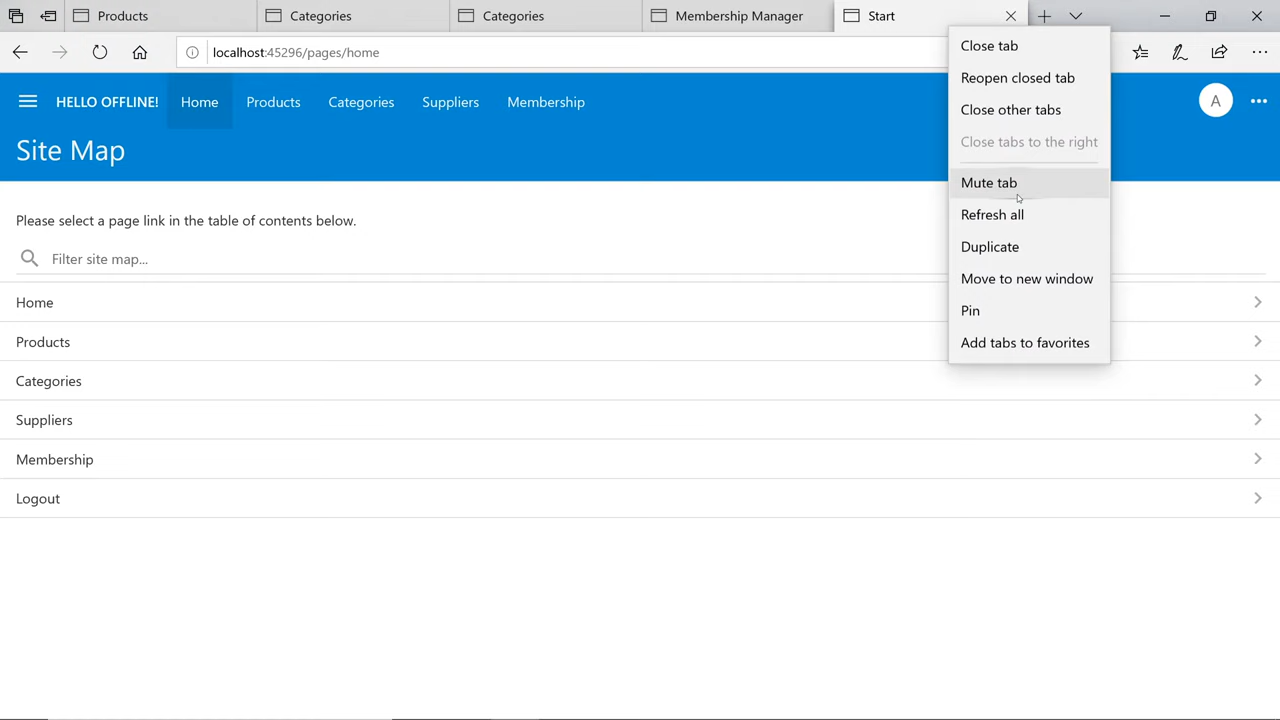 Products
Categories
Categories
Membership Manager
Start
localhost:45296/pages/home
HELLO OFFLINE!
Home
Products
Categories
Suppliers
Membership
A
Site Map
Please select a page link in the table of contents below.
Filter site map...
Home
Products
Categories
Suppliers
Membership
Logout
Close tab
Reopen closed tab
Close other tabs
Close tabs to the right
Mute tab
Refresh all
Duplicate
Move to new window
Pin
Add tabs to favorites